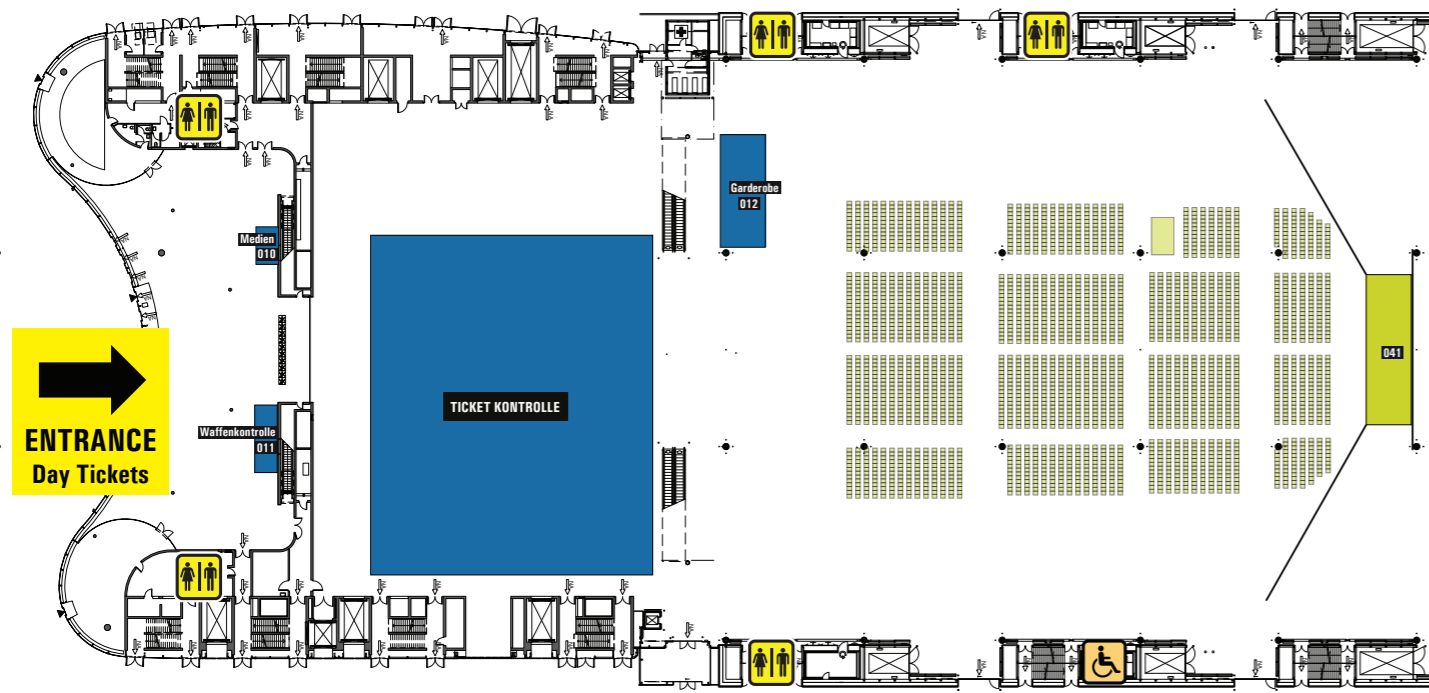 Garderobe
012
Medien
010
041
ENTRANCE
Day Tickets
TICKET KONTROLLE
Waffenkontrolle
011